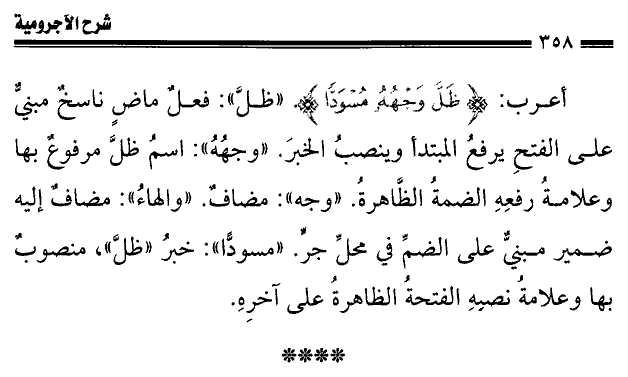 شرح الآجرومية
٣٥٨
أعرب: ﴿ظَلَّ وَجْهُهُۥ مُسْوَدًّا﴾. «ظلَّ»: فعلٌ ماضٍ ناسخٌ مبنيٌّ
على الفتحِ يرفعُ المبتدأ وينصبُ الخبرَ. «وجهُهُ»: اسمُ ظلَّ مرفوعٌ بها
وعلامةُ رفعِهِ الضمةُ الظَّاهرةُ. «وجه»: مضافٌ. «والهاءُ»: مضافٌ إليه
ضمير مبنيٌّ على الضمِّ في محلِّ جرٍّ. «مسودًّا»: خبرُ «ظلَّ»، منصوبٌ
بها وعلامةُ نصبِهِ الفتحةُ الظاهرةُ على آخرِهِ.
****